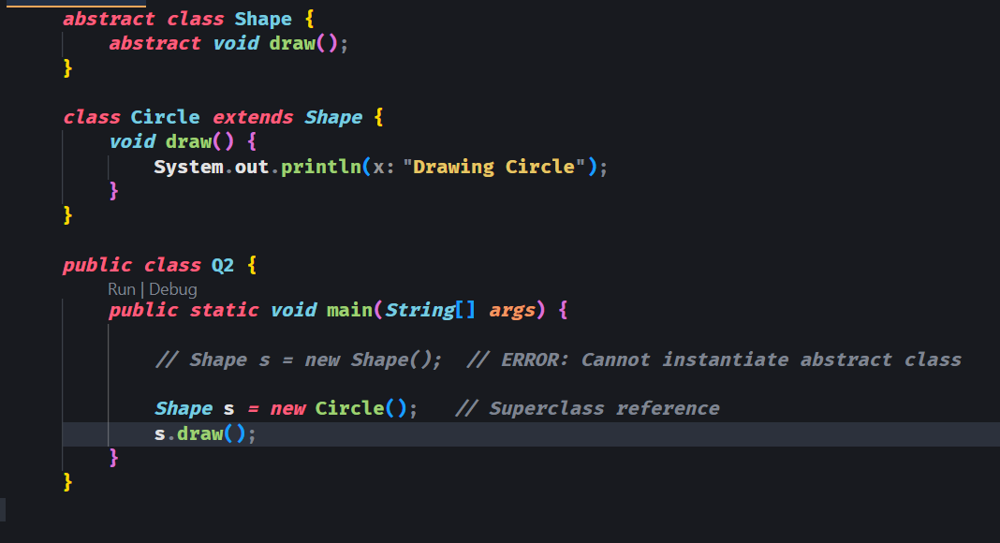 abstract class Shape {
abstract void draw();
}
class Circle extends Shape {
void draw() {
System.out.println(x: "Drawing Circle");
}
}
public class Q2 {
Run | Debug
public static void main(String[] args) {
// Shape s = new Shape();  // ERROR: Cannot instantiate abstract class
Shape s = new Circle();   // Superclass reference
s.draw();
}
}